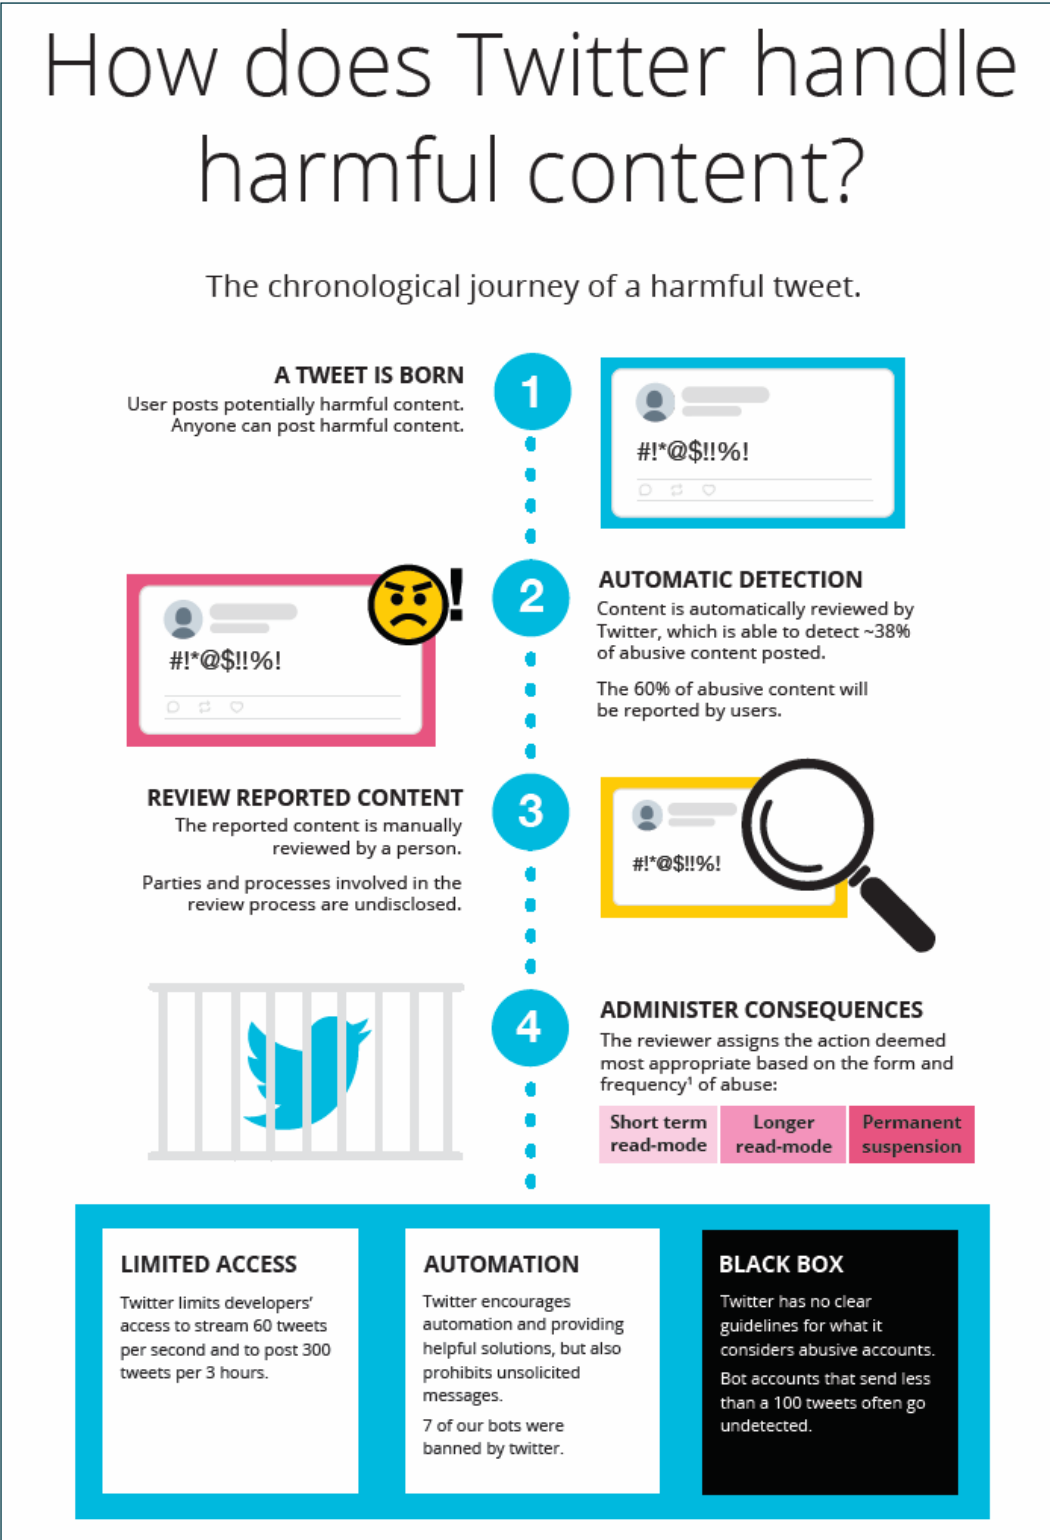 How does Twitter handle
harmful content?
The chronological journey of a harmful tweet.
A TWEET IS BORN
User posts potentially harmful content.
Anyone can post harmful content.
1
#!*@$!!%!
#!*@$!!%!
!
2
AUTOMATIC DETECTION
Content is automatically reviewed by
Twitter, which is able to detect ~38%
of abusive content posted.
The 60% of abusive content will
be reported by users.
REVIEW REPORTED CONTENT
The reported content is manually
reviewed by a person.
Parties and processes involved in the
review process are undisclosed.
3
#!*@$!!%!
4
ADMINISTER CONSEQUENCES
The reviewer assigns the action deemed
most appropriate based on the form and
frequency¹ of abuse:
Short term
read-mode
Longer
read-mode
Permanent
suspension
LIMITED ACCESS
Twitter limits developers'
access to stream 60 tweets
per second and to post 300
tweets per 3 hours.
AUTOMATION
Twitter encourages
automation and providing
helpful solutions, but also
prohibits unsolicited
messages.
7 of our bots were
banned by twitter.
BLACK BOX
Twitter has no clear
guidelines for what it
considers abusive accounts.
Bot accounts that send less
than a 100 tweets often go
undetected.